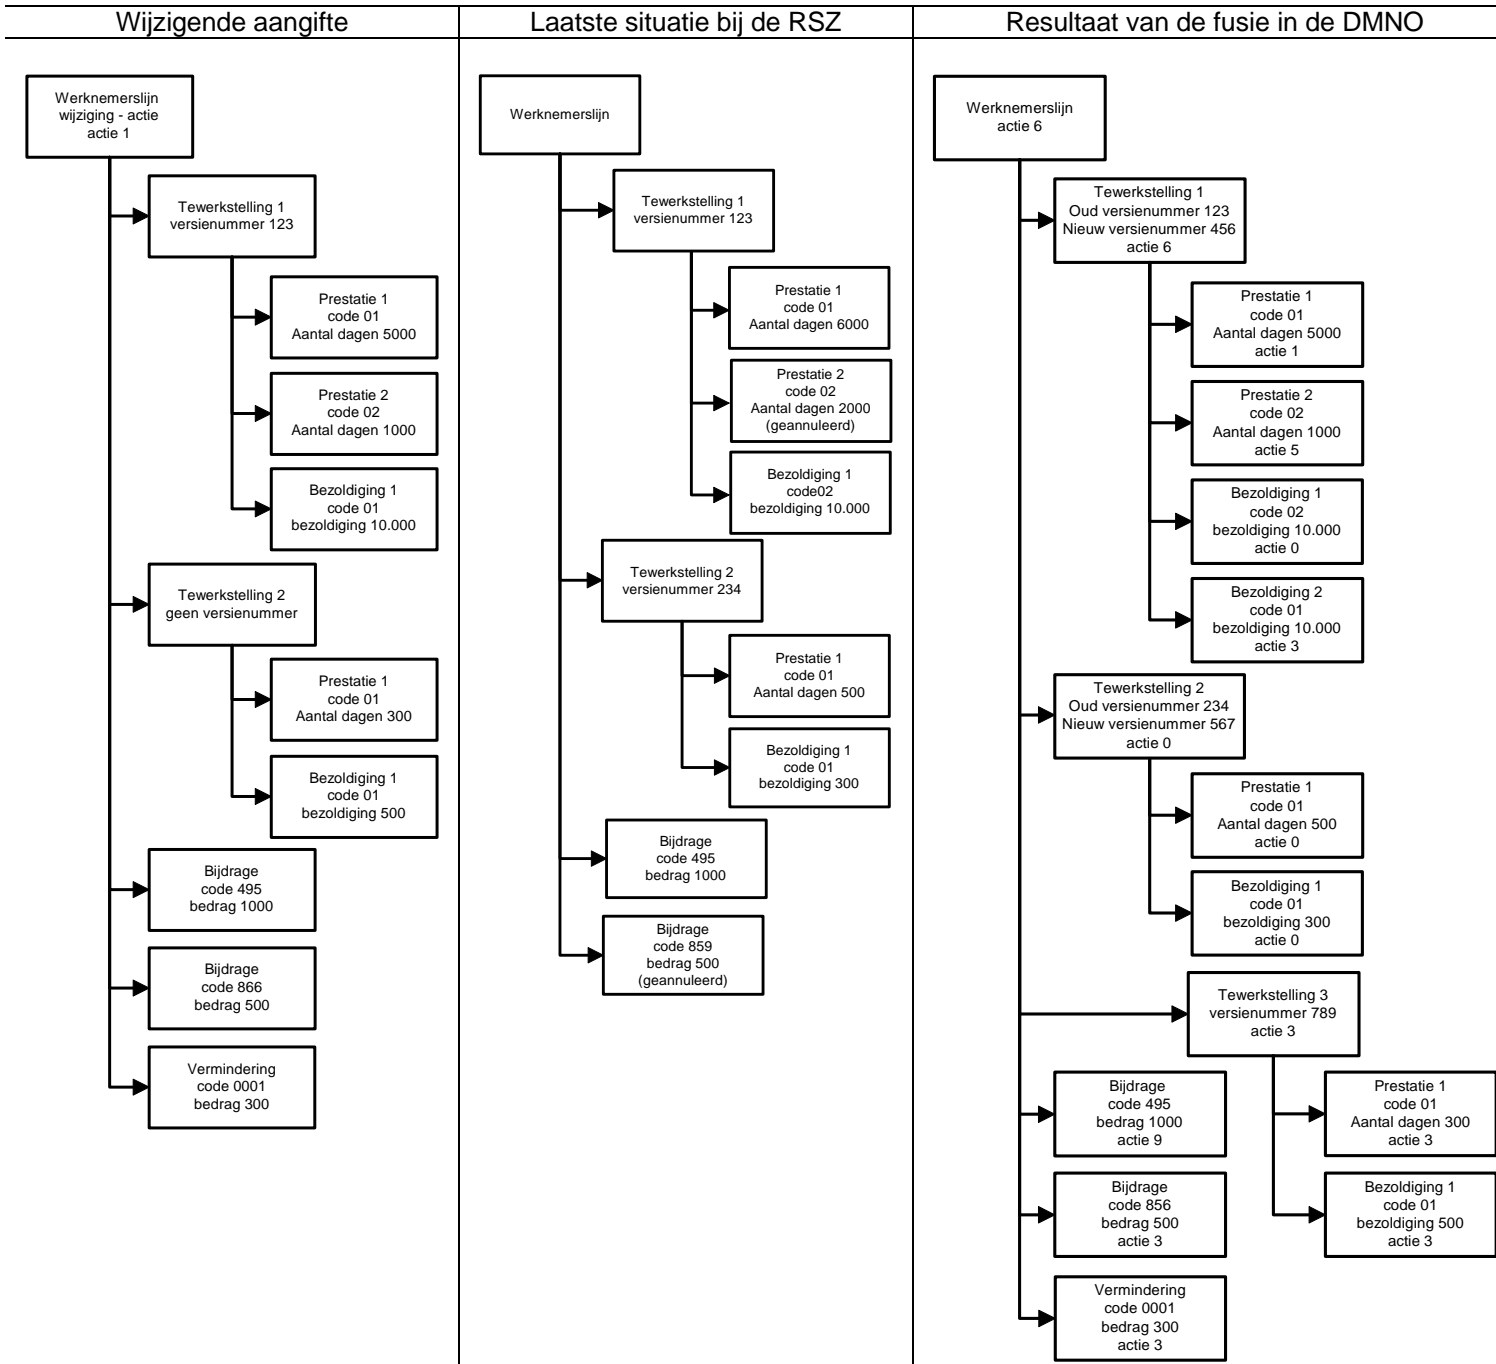 Wijzigende aangifte
Werknemerslijn
wijziging - actie
actie 1
Tewerkstelling 1
versienummer 123
Prestatie 1
code 01
Aantal dagen 5000
Prestatie 2
code 02
Aantal dagen 1000
Bezoldiging 1
code 01
bezoldiging 10.000
Tewerkstelling 2
geen versienummer
Prestatie 1
code 01
Aantal dagen 300
Bezoldiging 1
code 01
bezoldiging 500
Bijdrage
code 495
bedrag 1000
Bijdrage
code 866
bedrag 500
Vermindering
code 0001
bedrag 300
Laatste situatie bij de RSZ
Werknemerslijn
Tewerkstelling 1
versienummer 123
Prestatie 1
code 01
Aantal dagen 6000
Prestatie 2
code 02
Aantal dagen 2000
(geannuleerd)
Bezoldiging 1
code02
bezoldiging 10.000
Tewerkstelling 2
versienummer 234
Prestatie 1
code 01
Aantal dagen 500
Bezoldiging 1
code 01
bezoldiging 300
Bijdrage
code 495
bedrag 1000
Bijdrage
code 859
bedrag 500
(geannuleerd)
Resultaat van de fusie in de DMNO
Werknemerslijn
actie 6
Tewerkstelling 1
Oud versienummer 123
Nieuw versienummer 456
actie 6
Prestatie 1
code 01
Aantal dagen 5000
actie 1
Prestatie 2
code 02
Aantal dagen 1000
actie 5
Bezoldiging 1
code 02
bezoldiging 10.000
actie 0
Bezoldiging 2
code 01
bezoldiging 10.000
actie 3
Tewerkstelling 2
Oud versienummer 234
Nieuw versienummer 567
actie 0
Prestatie 1
code 01
Aantal dagen 500
actie 0
Bezoldiging 1
code 01
bezoldiging 300
actie 0
Tewerkstelling 3
versienummer 789
actie 3
Prestatie 1
code 01
Aantal dagen 300
actie 3
Bezoldiging 1
code 01
bezoldiging 500
actie 3
Bijdrage
code 495
bedrag 1000
actie 9
Bijdrage
code 856
bedrag 500
actie 3
Vermindering
code 0001
bedrag 300
actie 3